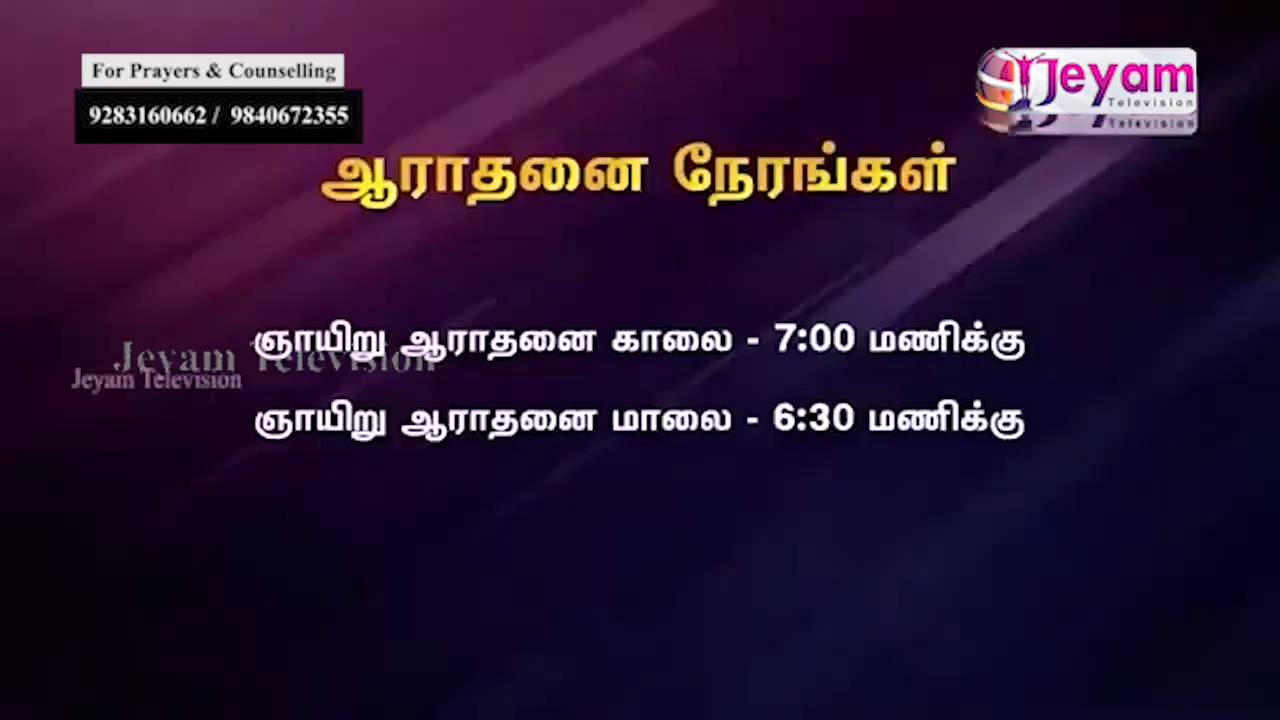 For Prayers & Counselling
9283160662 / 9840672355
Jeyam
Television
ஆராதனை நேரங்கள்
ஞாயிறு ஆராதனை காலை - 7:00 மணிக்கு
Jeyam Television
Jeyam Television
ஞாயிறு ஆராதனை மாலை - 6:30 மணிக்கு